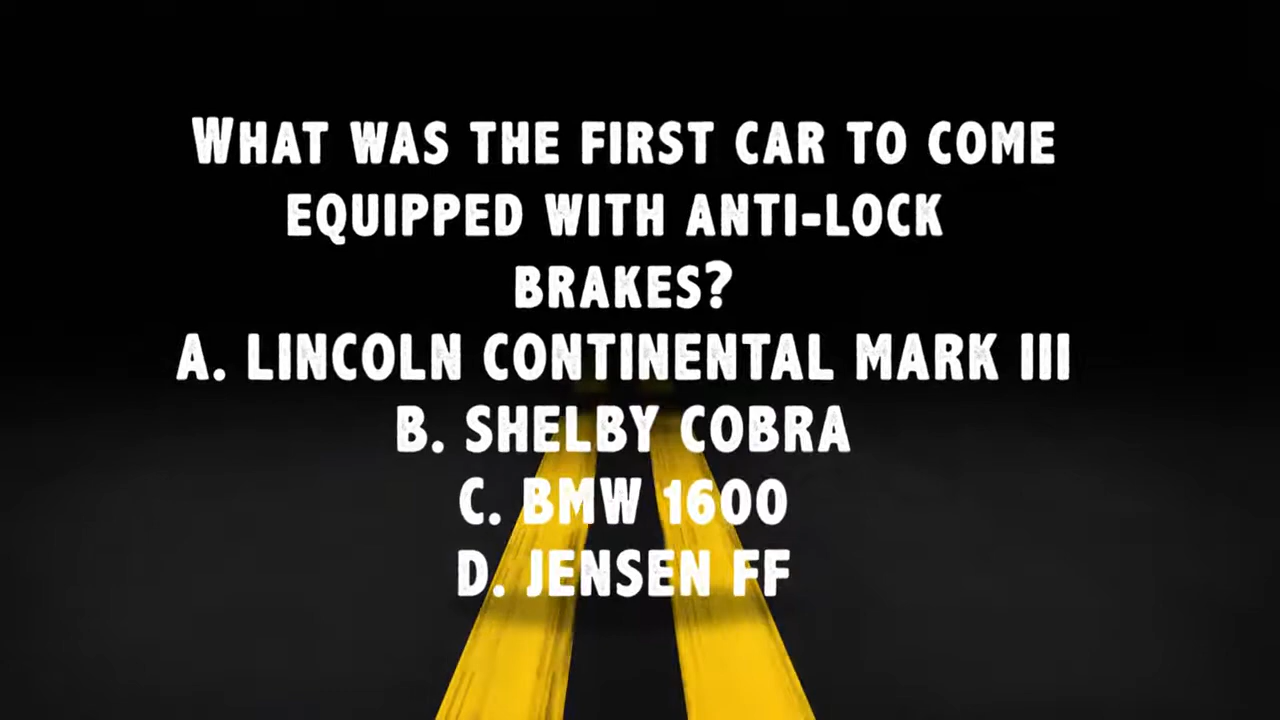 WHAT WAS THE FIRST CAR TO COME
EQUIPPED WITH ANTI-LOCK
BRAKES?
A. LINCOLN CONTINENTAL MARK III
B. SHELBY COBRA
C. BMW 1600
D. JENSEN FF